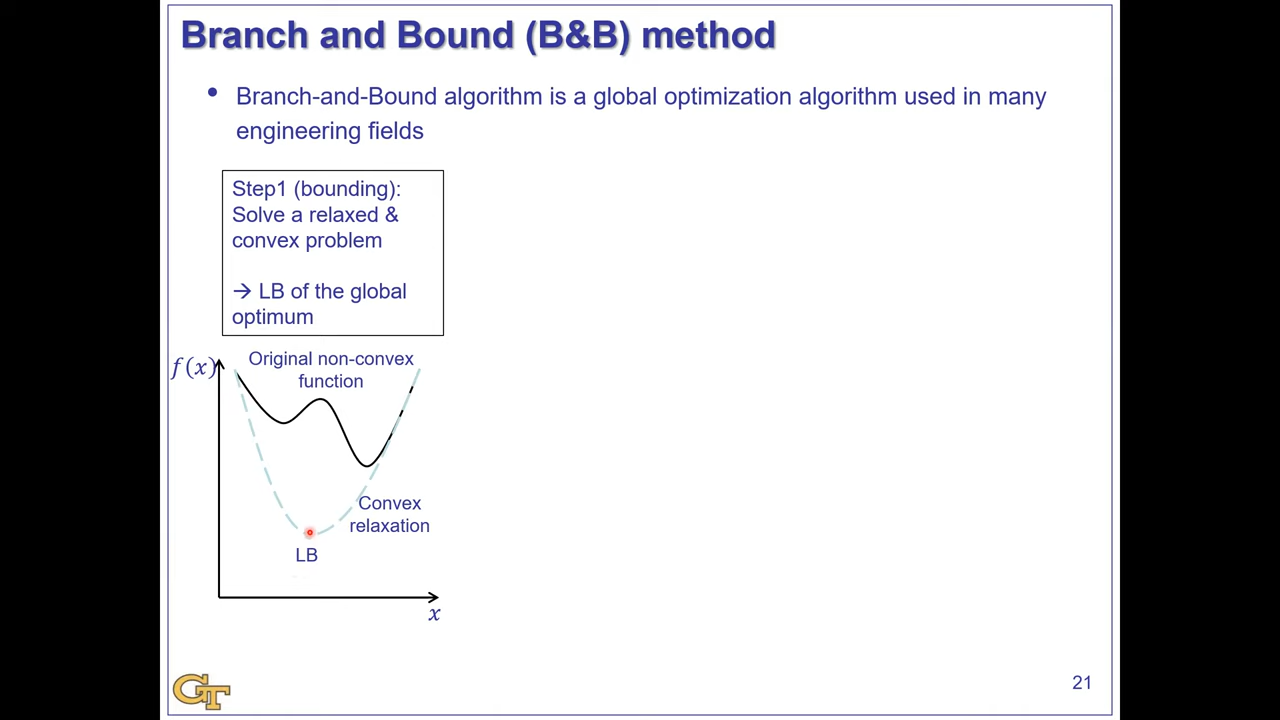 Branch and Bound (B&B) method
• Branch-and-Bound algorithm is a global optimization algorithm used in many
engineering fields
Step1 (bounding):
Solve a relaxed &
convex problem
→ LB of the global
optimum
f(x)
Original non-convex
function
Convex
relaxation
LB
x
GT
21